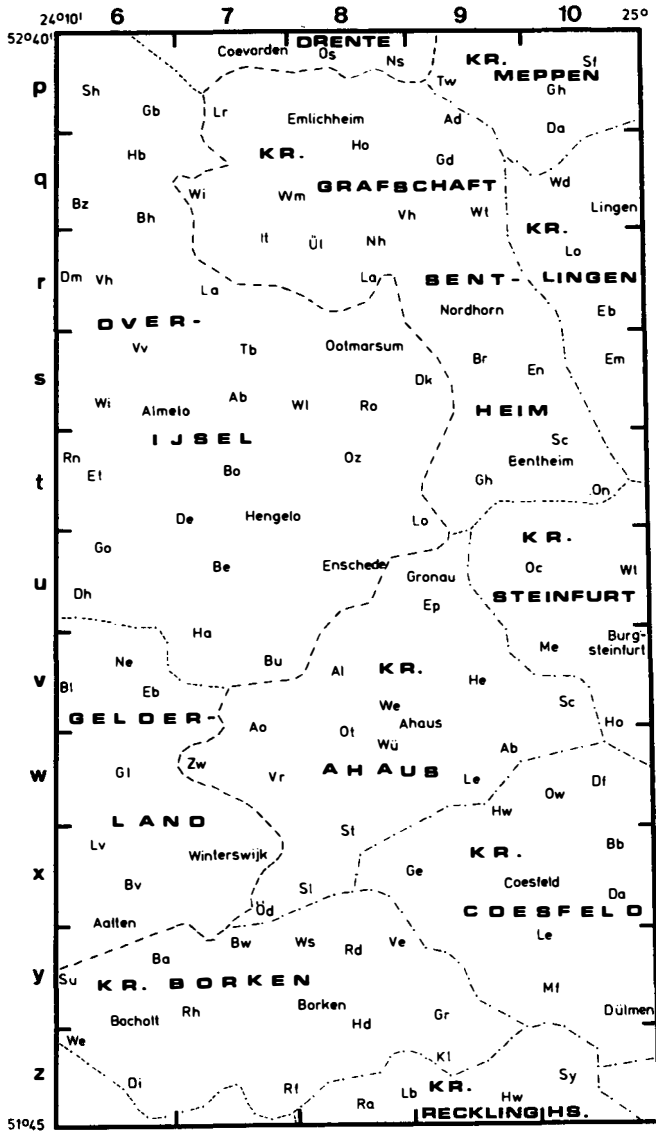 6 7 8 9 10
24°10' 25°
52°40'
DRENTE
Coevorden Os Ns KR. Sf
MEPPEN
p Sh Tw Gh
Gb Lr Emlichheim Ad Da
Hb KR. Ho Gd
q Wi Wm GRAFSCHAFT Wd
Bz Bh Vh Wt Lingen
KR.
It Ül Nh Lo
r Dm Vh La La BENT- LINGEN
Nordhorn Eb
OVER-
Vv Tb Ootmarsum Br Em
s Dk En
Wi Almelo Ab Wl Ro HEIM
IJSEL Sc
Rn Oz Bentheim
t Et Bo Gh On
De Hengelo Lo
Go KR.
Be Enschede Oc Wt
u Gronau
Dh Ep STEINFURT
Ha Burg-
Me steinfurt
Ne Bu Al KR.
v Bl Eb He
We Sc
GELDER- Ao Ot Ahaus Ho
Wü Ab
w Gl Zw Vr AHAUS Le Df
Ow
Hw
LAND St
Lv Winterswijk KR. Bb
x Bv Sl Ge Coesfeld Da
Öd COESFELD
Aalten Le
Bw Ws Rd Ve
y Ba
Su KR. BORKEN Mf
Rh Borken Gr Dülmen
Bocholt Hd
We Kl
z Di Rf Sy
Lb KR. Hw
Ra RECKLINGHS.
51°45